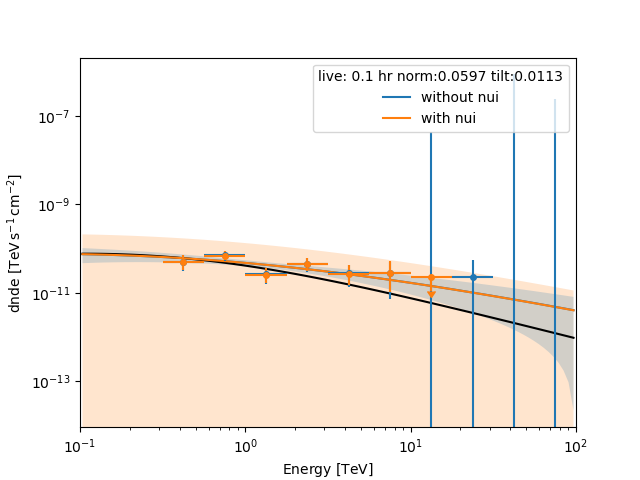 live: 0.1 hr norm:0.0597 tilt:0.0113
without nui
with nui
dnde [TeV s⁻¹ cm⁻²]
10⁻⁷
10⁻⁹
10⁻¹¹
10⁻¹³
10⁻¹ 10⁰ 10¹ 10²
Energy [TeV]